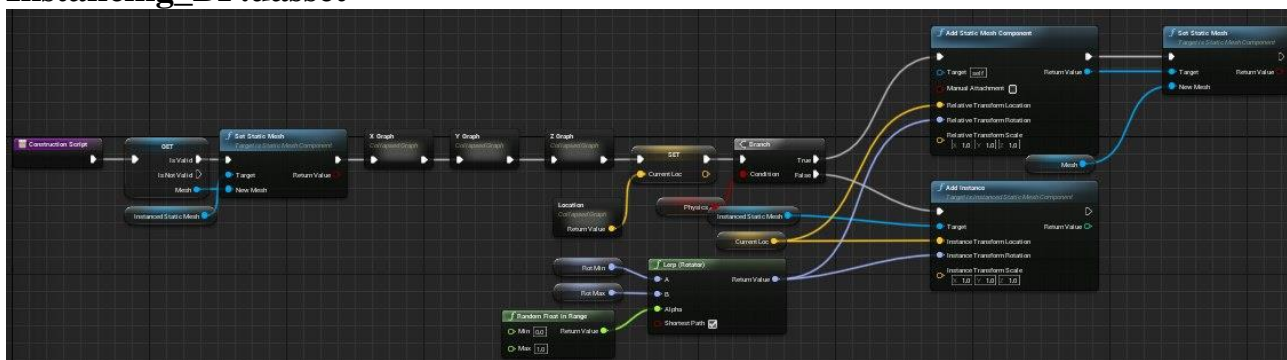 Instancing_BP.uasset
Construction Script
GET
Is Valid
Is Not Valid
Mesh
Instanced Static Mesh
Set Static Mesh
Target is Static Mesh Component
Target
Return Value
New Mesh
X Graph
Collapsed Graph
Y Graph
Collapsed Graph
Z Graph
Collapsed Graph
Location
Collapsed Graph
Return Value
SET
Current Loc
Branch
True
Condition
False
Physics
Instanced Static Mesh
Current Loc
Rot Min
Rot Max
Random Float in Range
Min 0.0
Return Value
Max 1.0
Lerp (Rotator)
A
Return Value
B
Alpha
Shortest Path
Add Static Mesh Component
Target self
Return Value
Manual Attachment
Relative Transform Location
Relative Transform Rotation
Relative Transform Scale
X 1.0 Y 1.0 Z 1.0
Mesh
Set Static Mesh
Target is Static Mesh Component
Target
Return Value
New Mesh
Add Instance
Target is Instanced Static Mesh Component
Target
Return Value
Instance Transform Location
Instance Transform Rotation
Instance Transform Scale
X 1.0 Y 1.0 Z 1.0